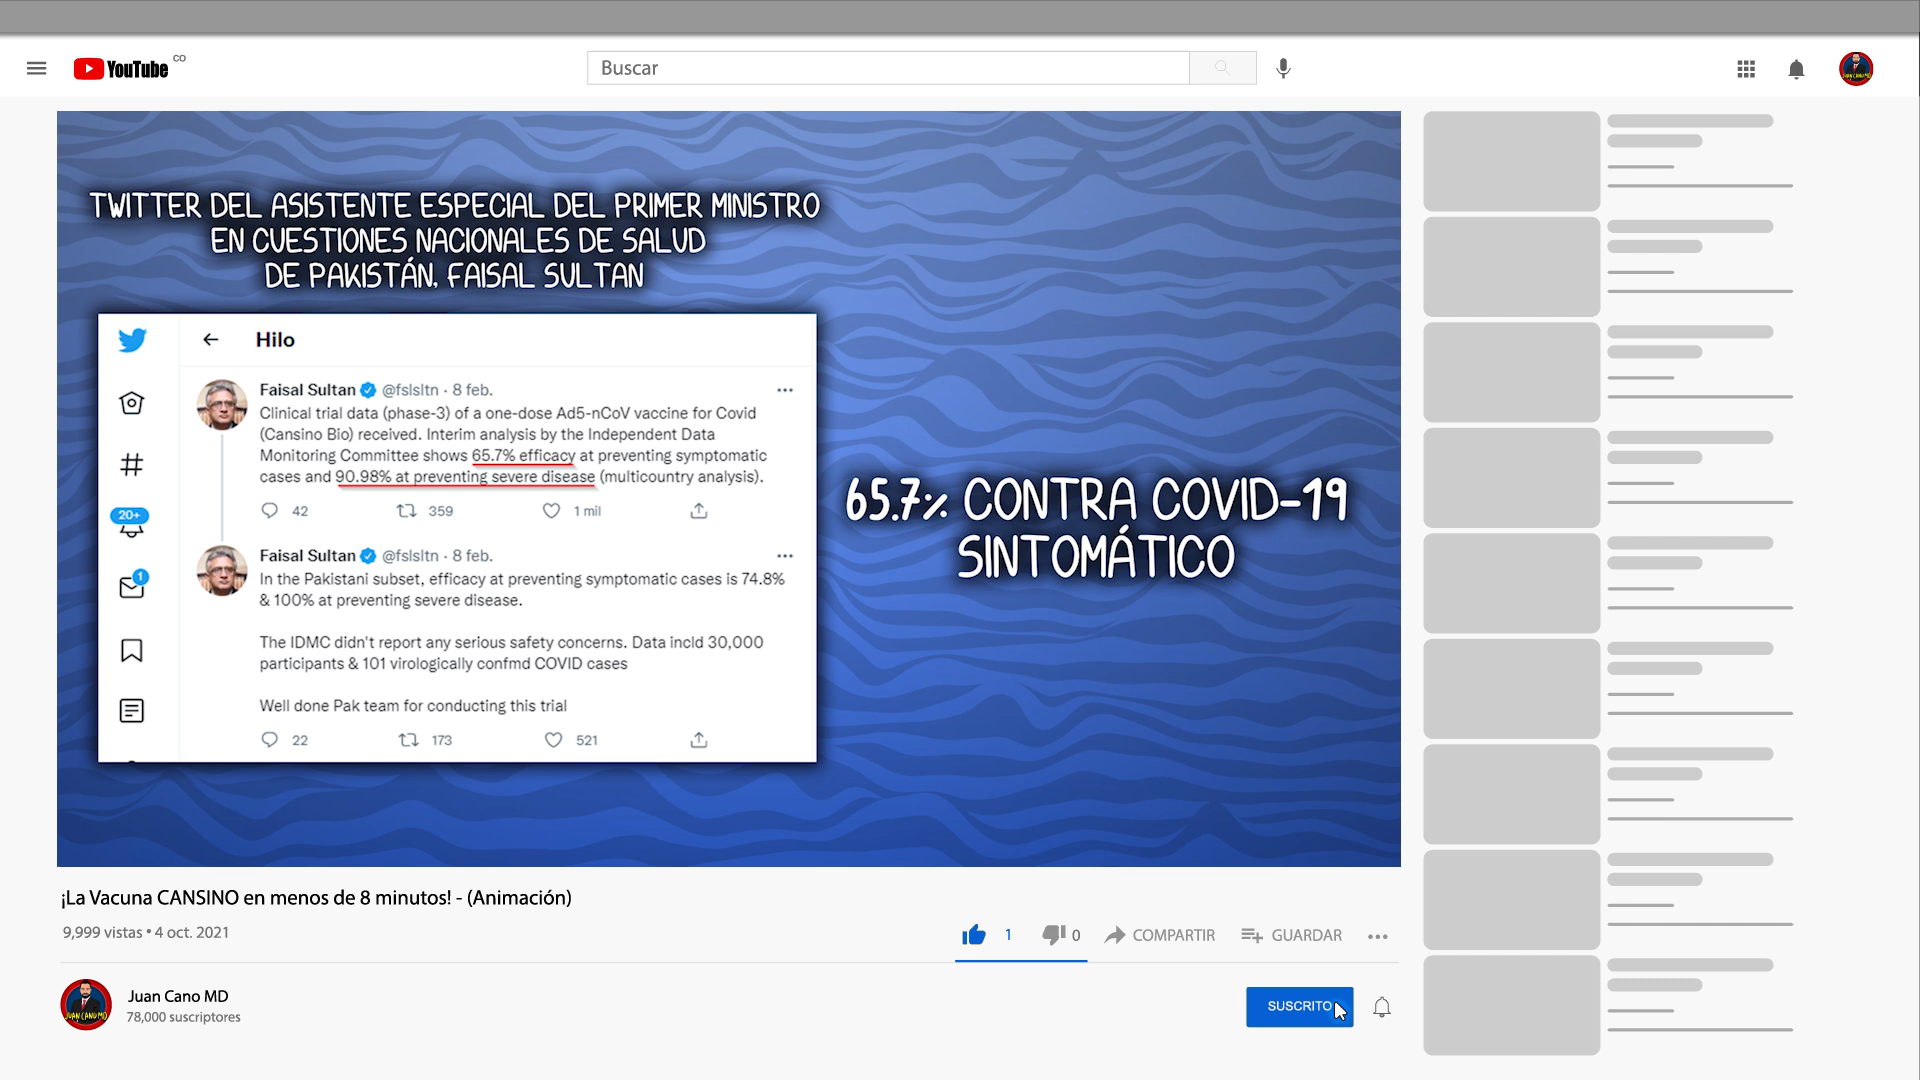 YouTube CO
Buscar
TWITTER DEL ASISTENTE ESPECIAL DEL PRIMER MINISTRO
EN CUESTIONES NACIONALES DE SALUD
DE PAKISTÁN, FAISAL SULTAN
Hilo
Faisal Sultan @fslsltn · 8 feb.
Clinical trial data (phase-3) of a one-dose Ad5-nCoV vaccine for Covid
(Cansino Bio) received. Interim analysis by the Independent Data
Monitoring Committee shows 65.7% efficacy at preventing symptomatic
cases and 90.98% at preventing severe disease (multicountry analysis).
42 359 1 mil
20+
Faisal Sultan @fslsltn · 8 feb.
1
In the Pakistani subset, efficacy at preventing symptomatic cases is 74.8%
& 100% at preventing severe disease.
The IDMC didn't report any serious safety concerns. Data incld 30,000
participants & 101 virologically confmd COVID cases
Well done Pak team for conducting this trial
22 173 521
65.7% CONTRA COVID-19
SINTOMÁTICO
¡La Vacuna CANSINO en menos de 8 minutos! - (Animación)
9,999 vistas • 4 oct. 2021
1 0 COMPARTIR GUARDAR
JUAN CANO MD
Juan Cano MD
78,000 suscriptores
SUSCRITO